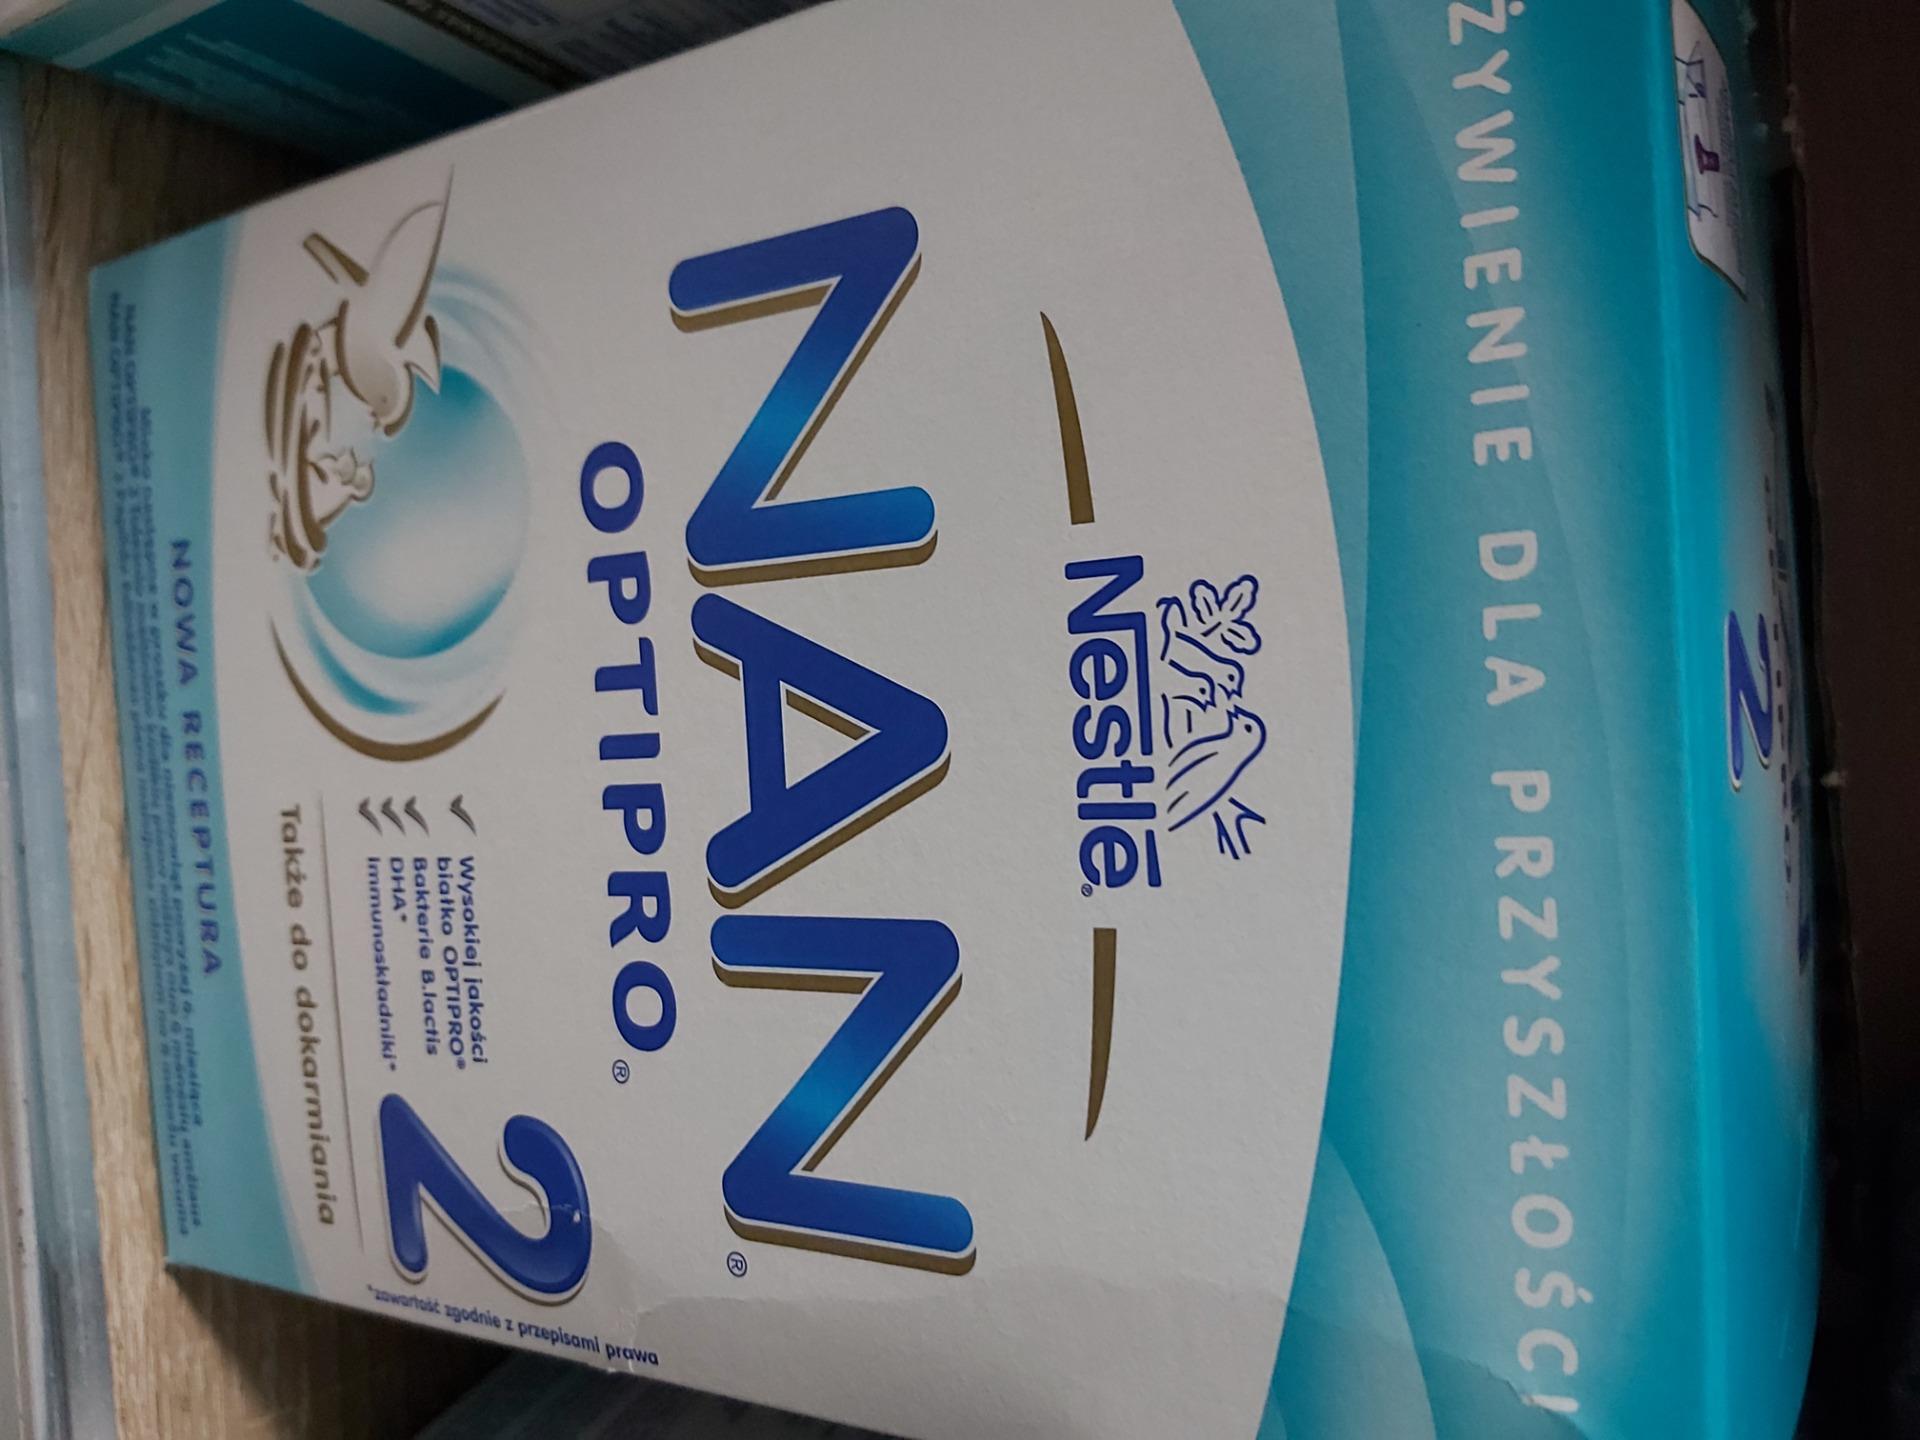 ŻYWIENIE DLA PRZYSZŁOŚCI
Nestlé®
NAN®
OPTIPRO®
2
Wysokiej jakości
białko OPTIPRO®
Bakterie B.lactis
DHA*
Immunoskładniki*
Także do dokarmiania
*zawartość zgodnie z przepisami prawa
NOWA RECEPTURA
2